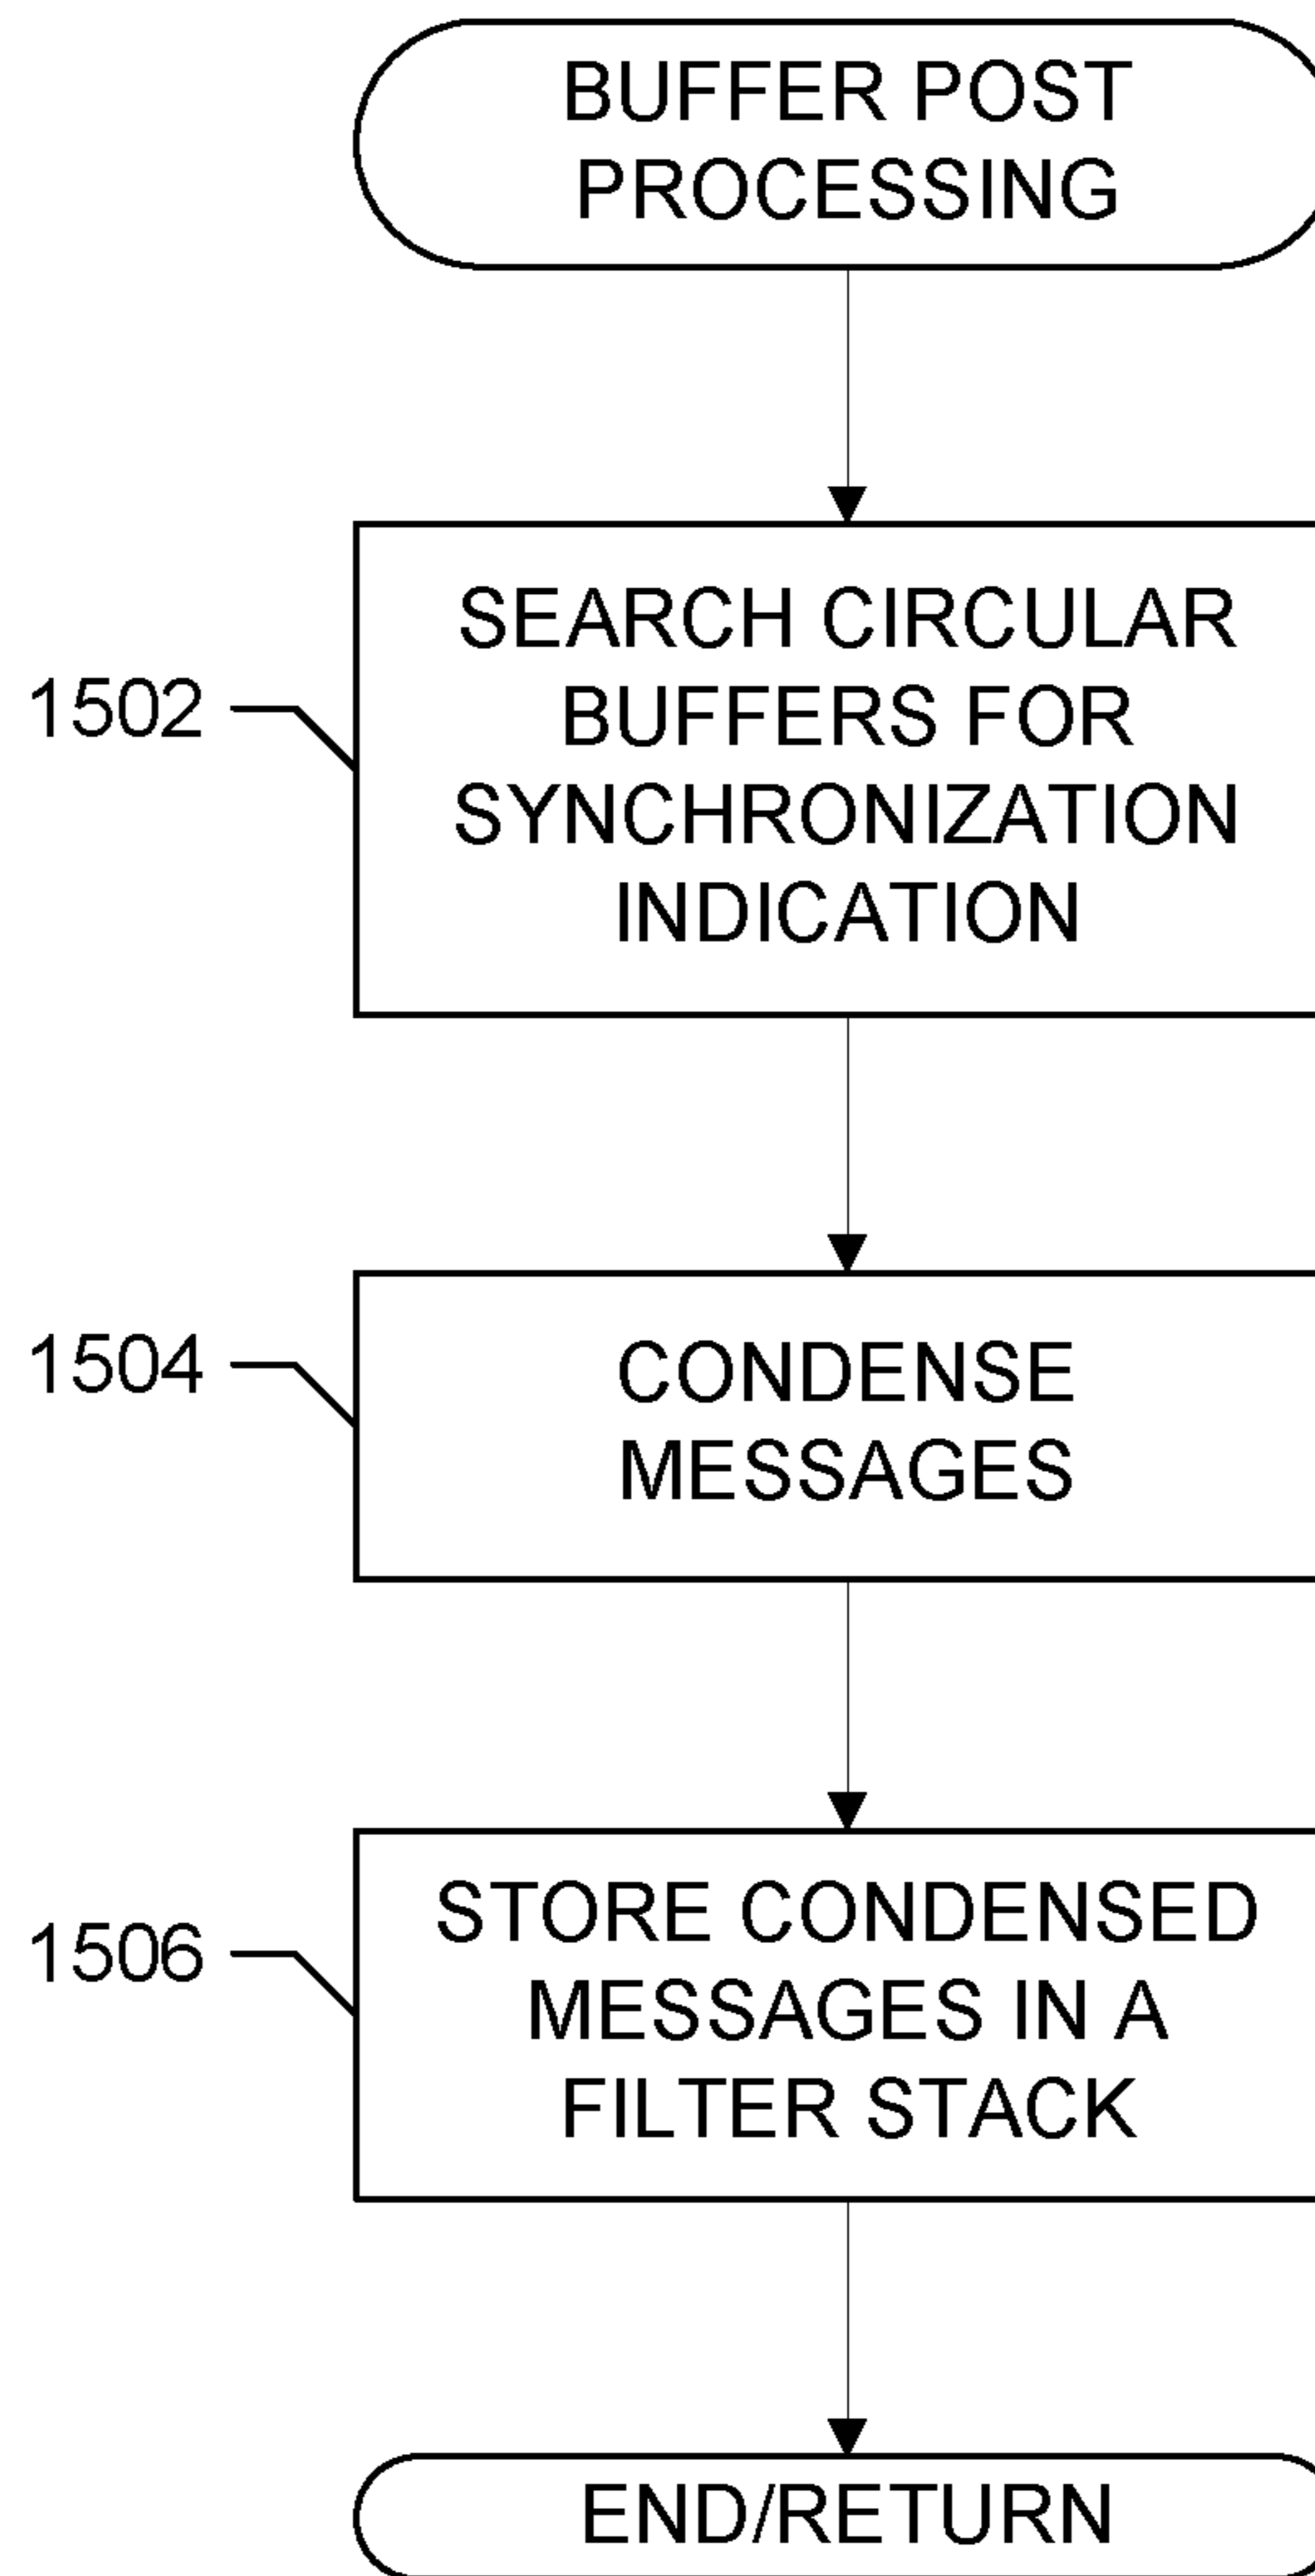 BUFFER POST
PROCESSING
1502
SEARCH CIRCULAR
BUFFERS FOR
SYNCHRONIZATION
INDICATION
1504
CONDENSE
MESSAGES
1506
STORE CONDENSED
MESSAGES IN A
FILTER STACK
END/RETURN